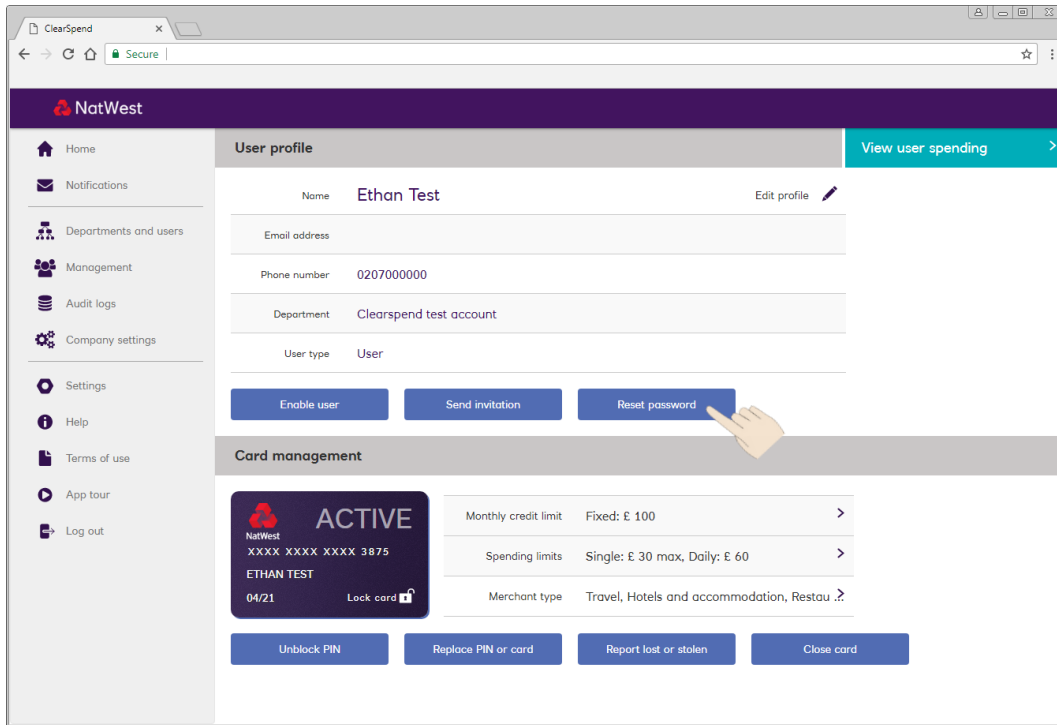 ClearSpend
Secure
NatWest
Home
Notifications
Departments and users
Management
Audit logs
Company settings
Settings
Help
Terms of use
App tour
Log out
User profile
View user spending
Name Ethan Test Edit profile
Email address
Phone number 0207000000
Department Clearspend test account
User type User
Enable user Send invitation Reset password
Card management
NatWest ACTIVE
XXXX XXXX XXXX 3875
ETHAN TEST
04/21 Lock card
Monthly credit limit Fixed: £ 100
Spending limits Single: £ 30 max, Daily: £ 60
Merchant type Travel, Hotels and accommodation, Restau ...
Unblock PIN Replace PIN or card Report lost or stolen Close card